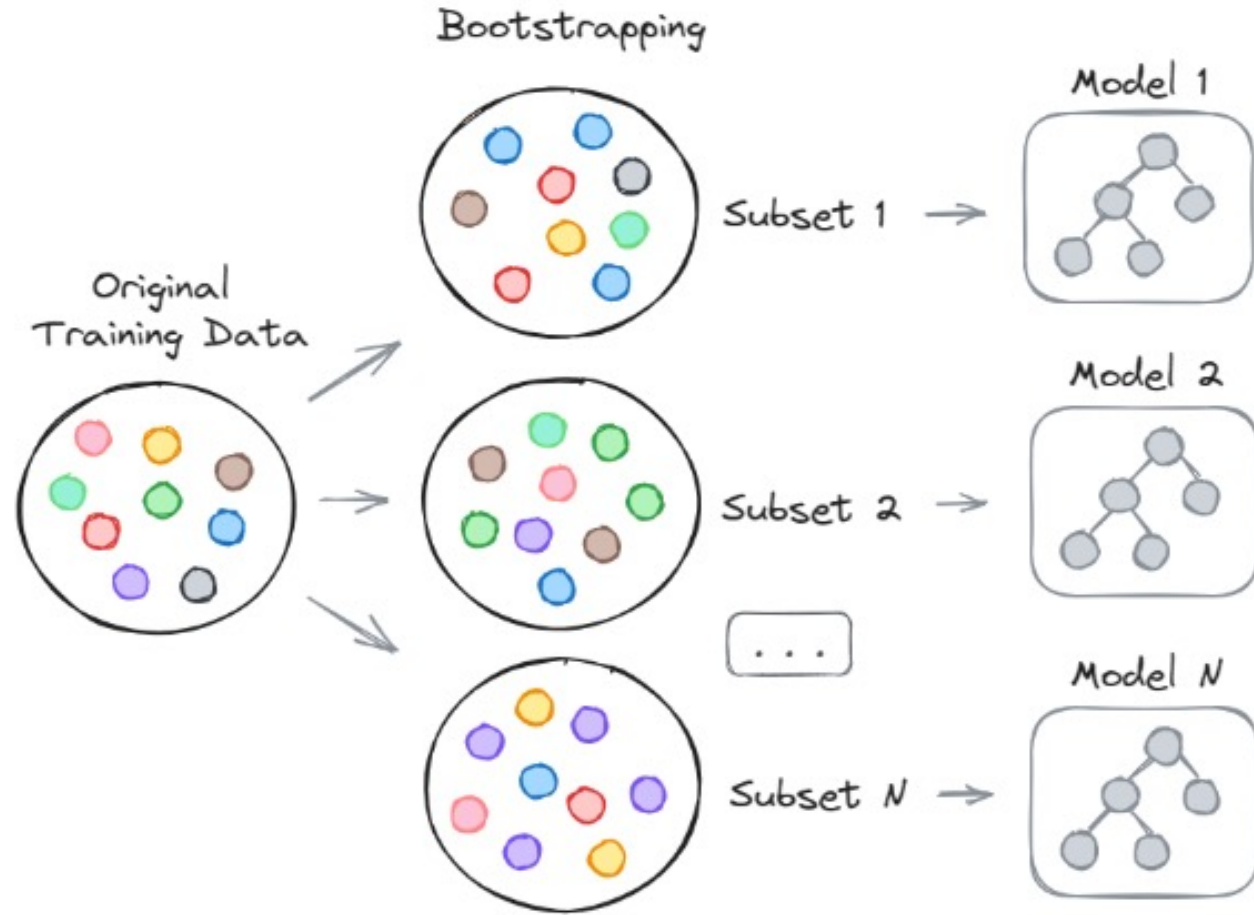 Bootstrapping
Model 1
Subset 1
Original
Training Data
Model 2
Subset 2
...
Model N
Subset N